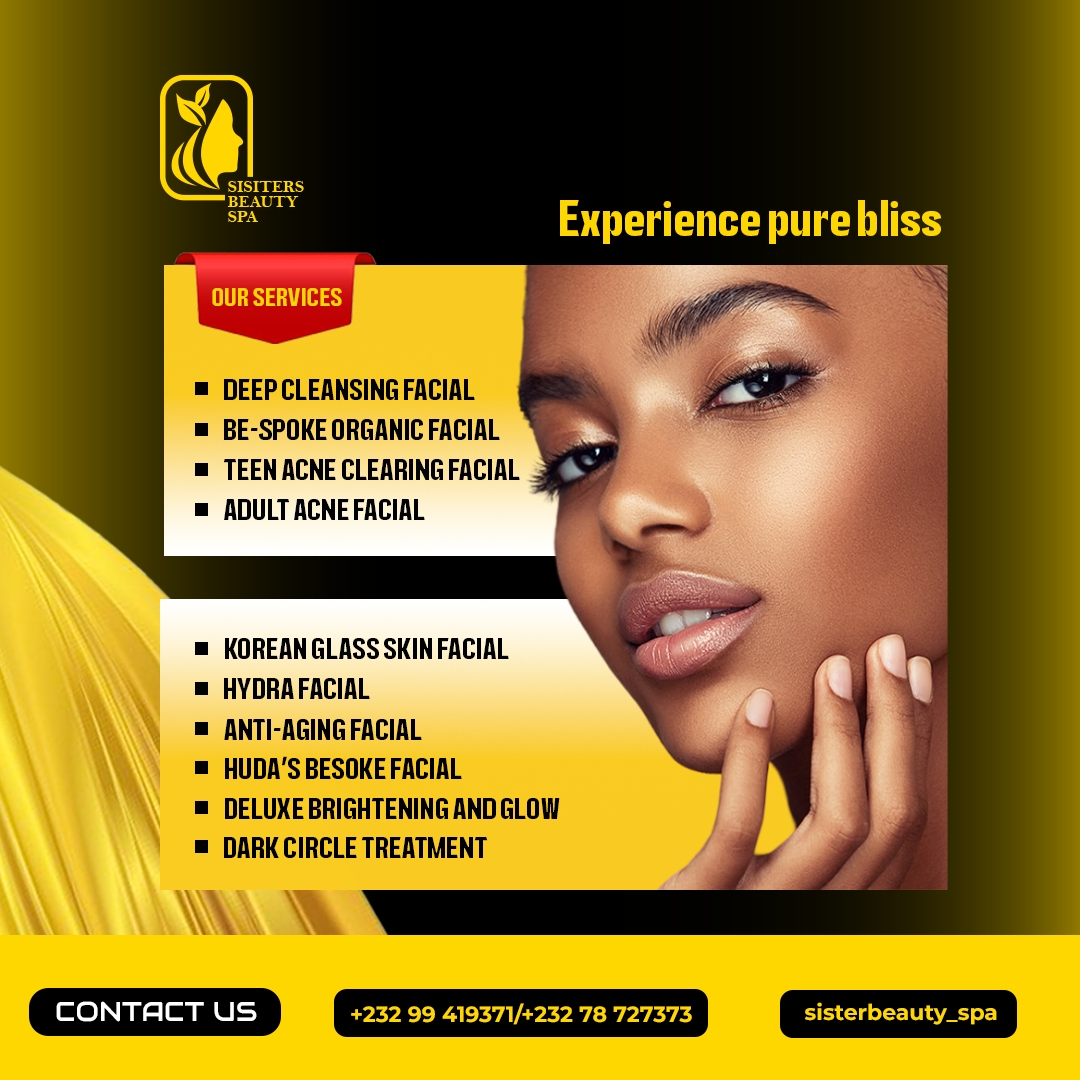 SISITERS
BEAUTY
SPA
Experience pure bliss
OUR SERVICES
DEEP CLEANSING FACIAL
BE-SPOKE ORGANIC FACIAL
TEEN ACNE CLEARING FACIAL
ADULT ACNE FACIAL
KOREAN GLASS SKIN FACIAL
HYDRA FACIAL
ANTI-AGING FACIAL
HUDA'S BESOKE FACIAL
DELUXE BRIGHTENING AND GLOW
DARK CIRCLE TREATMENT
CONTACT US
+232 99 419371/+232 78 727373
sisterbeauty_spa